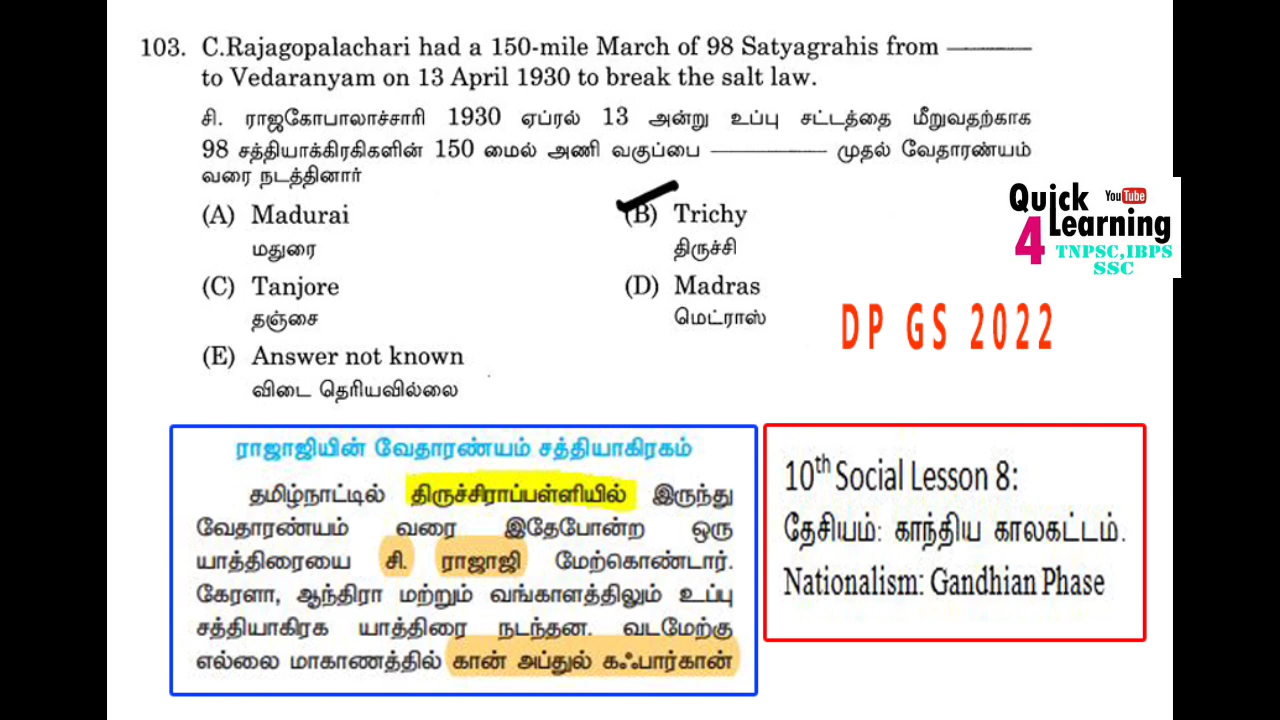 103. C.Rajagopalachari had a 150-mile March of 98 Satyagrahis from ———
to Vedaranyam on 13 April 1930 to break the salt law.
சி. ராஜகோபாலாச்சாரி 1930 ஏப்ரல் 13 அன்று உப்பு சட்டத்தை மீறுவதற்காக
98 சத்தியாக்கிரகிகளின் 150 மைல் அணி வகுப்பை ——— முதல் வேதாரண்யம்
வரை நடத்தினார்
(A) Madurai
மதுரை
(B) Trichy
திருச்சி
(C) Tanjore
தஞ்சை
(D) Madras
மெட்ராஸ்
(E) Answer not known
விடை தெரியவில்லை
Quick YouTube
4 Learning
TNPSC,IBPS
SSC
DP GS 2022
ராஜாஜியின் வேதாரண்யம் சத்தியாகிரகம்
தமிழ்நாட்டில் திருச்சிராப்பள்ளியில் இருந்து
வேதாரண்யம் வரை இதேபோன்ற ஒரு
யாத்திரையை சி. ராஜாஜி மேற்கொண்டார்.
கேரளா, ஆந்திரா மற்றும் வங்காளத்திலும் உப்பு
சத்தியாகிரக யாத்திரை நடந்தன. வடமேற்கு
எல்லை மாகாணத்தில் கான் அப்துல் கஃபார்கான்
10th Social Lesson 8:
தேசியம்: காந்திய காலகட்டம்.
Nationalism: Gandhian Phase